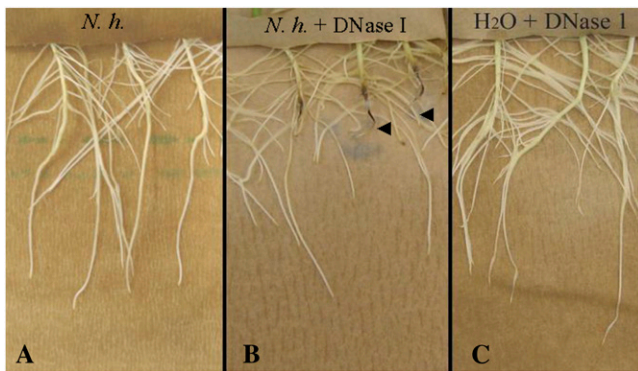 N. h.
N. h. + DNase I
H2O + DNase 1
A
B
C